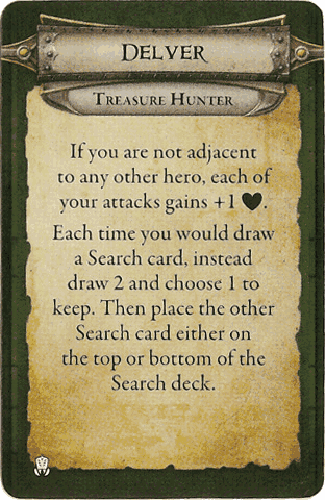 DELVER
TREASURE HUNTER
If you are not adjacent
to any other hero, each of
your attacks gains +1 ♥.
Each time you would draw
a Search card, instead
draw 2 and choose 1 to
keep. Then place the other
Search card either on
the top or bottom of the
Search deck.